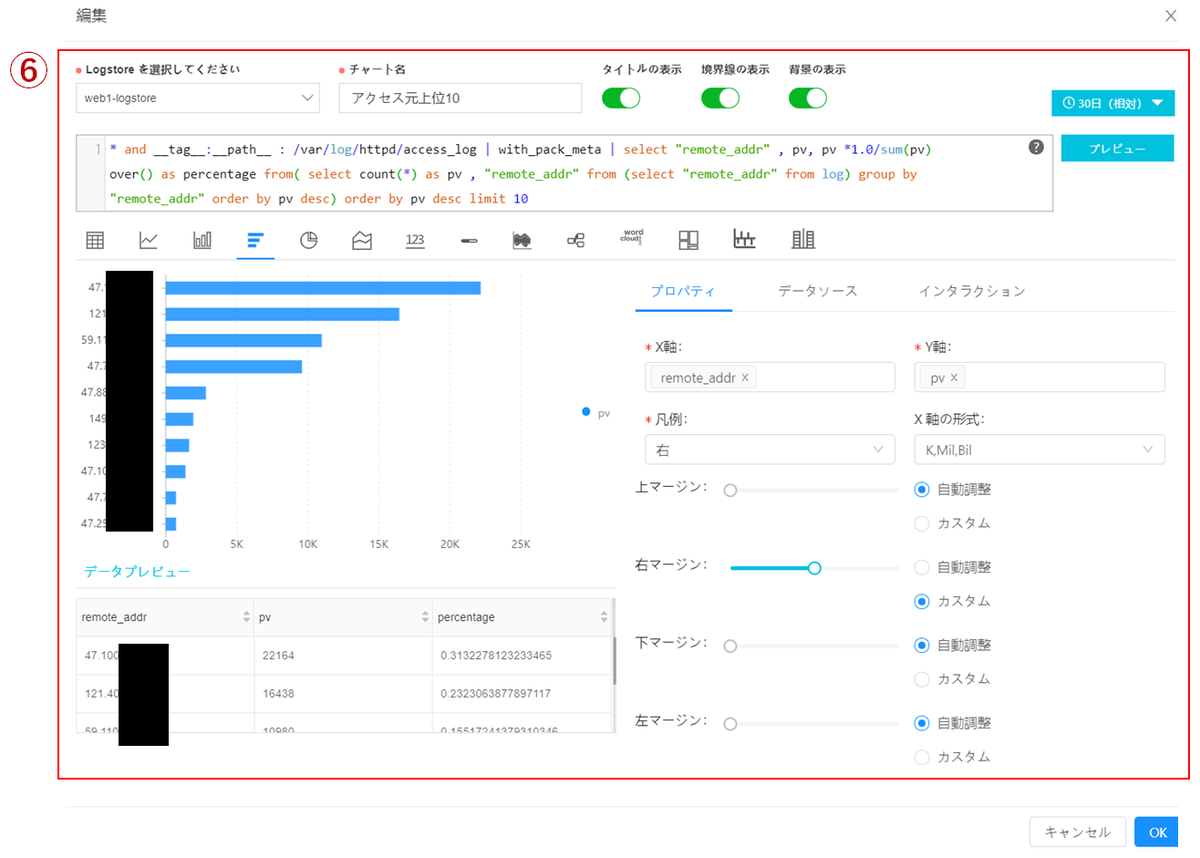 編集
⑥
Logstore を選択してください チャート名 タイトルの表示 境界線の表示 背景の表示
web1-logstore アクセス元上位10
30日（相対）
1 * and __tag__:__path__ : /var/log/httpd/access_log | with_pack_meta | select "remote_addr" , pv, pv *1.0/sum(pv)
over() as percentage from( select count(*) as pv , "remote_addr" from (select "remote_addr" from log) group by
"remote_addr" order by pv desc) order by pv desc limit 10
?
プレビュー
123
word
cloud
47.
121
59.11
47.7
47.88
149
123
47.10
47.7
47.25
0 5K 10K 15K 20K 25K
pv
データプレビュー
remote_addr pv percentage
47.100 22164 0.3132278123233465
121.40 16438 0.2323063877897117
59.110 10980 0.15517241379310346
プロパティ データソース インタラクション
* X軸: * Y軸:
remote_addr × pv ×
* 凡例: X 軸の形式:
右 K,Mil,Bil
上マージン: 自動調整
カスタム
右マージン: 自動調整
カスタム
下マージン: 自動調整
カスタム
左マージン: 自動調整
カスタム
キャンセル OK